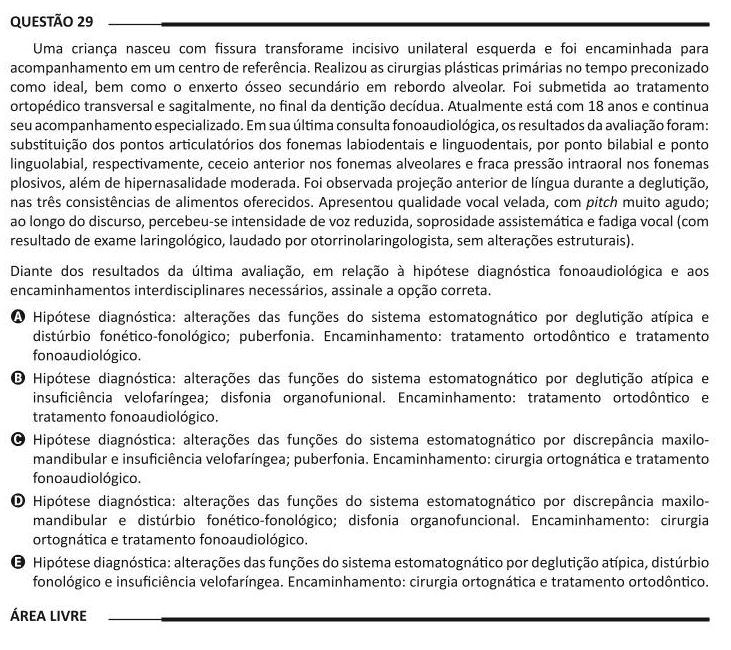 QUESTÃO 29
Uma criança nasceu com fissura transforame incisivo unilateral esquerda e foi encaminhada para
acompanhamento em um centro de referência. Realizou as cirurgias plásticas primárias no tempo preconizado
como ideal, bem como o enxerto ósseo secundário em rebordo alveolar. Foi submetida ao tratamento
ortopédico transversal e sagitalmente, no final da dentição decídua. Atualmente está com 18 anos e continua
seu acompanhamento especializado. Em sua última consulta fonoaudiológica, os resultados da avaliação foram:
substituição dos pontos articulatórios dos fonemas labiodentais e linguodentais, por ponto bilabial e ponto
linguolabial, respectivamente, ceceio anterior nos fonemas alveolares e fraca pressão intraoral nos fonemas
plosivos, além de hipernasalidade moderada. Foi observada projeção anterior de língua durante a deglutição,
nas três consistências de alimentos oferecidos. Apresentou qualidade vocal velada, com pitch muito agudo;
ao longo do discurso, percebeu-se intensidade de voz reduzida, soprosidade assistemática e fadiga vocal (com
resultado de exame laringológico, laudado por otorrinolaringologista, sem alterações estruturais).
Diante dos resultados da última avaliação, em relação à hipótese diagnóstica fonoaudiológica e aos
encaminhamentos interdisciplinares necessários, assinale a opção correta.
A Hipótese diagnóstica: alterações das funções do sistema estomatognático por deglutição atípica e
distúrbio fonético-fonológico; puberfonia. Encaminhamento: tratamento ortodôntico e tratamento
fonoaudiológico.
B Hipótese diagnóstica: alterações das funções do sistema estomatognático por deglutição atípica e
insuficiência velofaríngea; disfonia organofunional. Encaminhamento: tratamento ortodôntico e
tratamento fonoaudiológico.
C Hipótese diagnóstica: alterações das funções do sistema estomatognático por discrepância maxilo-
mandibular e insuficiência velofaríngea; puberfonia. Encaminhamento: cirurgia ortognática e tratamento
fonoaudiológico.
D Hipótese diagnóstica: alterações das funções do sistema estomatognático por discrepância maxilo-
mandibular e distúrbio fonético-fonológico; disfonia organofuncional. Encaminhamento: cirurgia
ortognática e tratamento fonoaudiológico.
E Hipótese diagnóstica: alterações das funções do sistema estomatognático por deglutição atípica, distúrbio
fonológico e insuficiência velofaríngea. Encaminhamento: cirurgia ortognática e tratamento ortodôntico.
ÁREA LIVRE